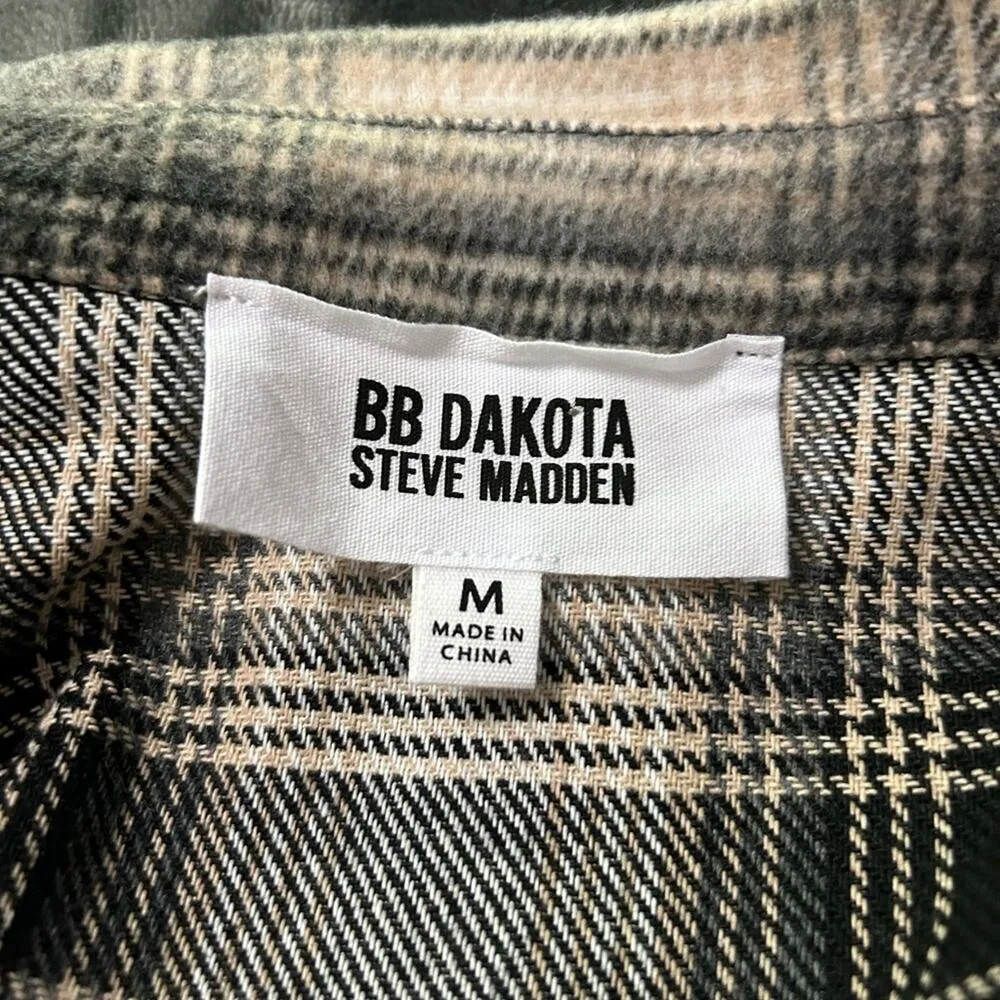 BB DAKOTA
STEVE MADDEN
M
MADE IN
CHINA